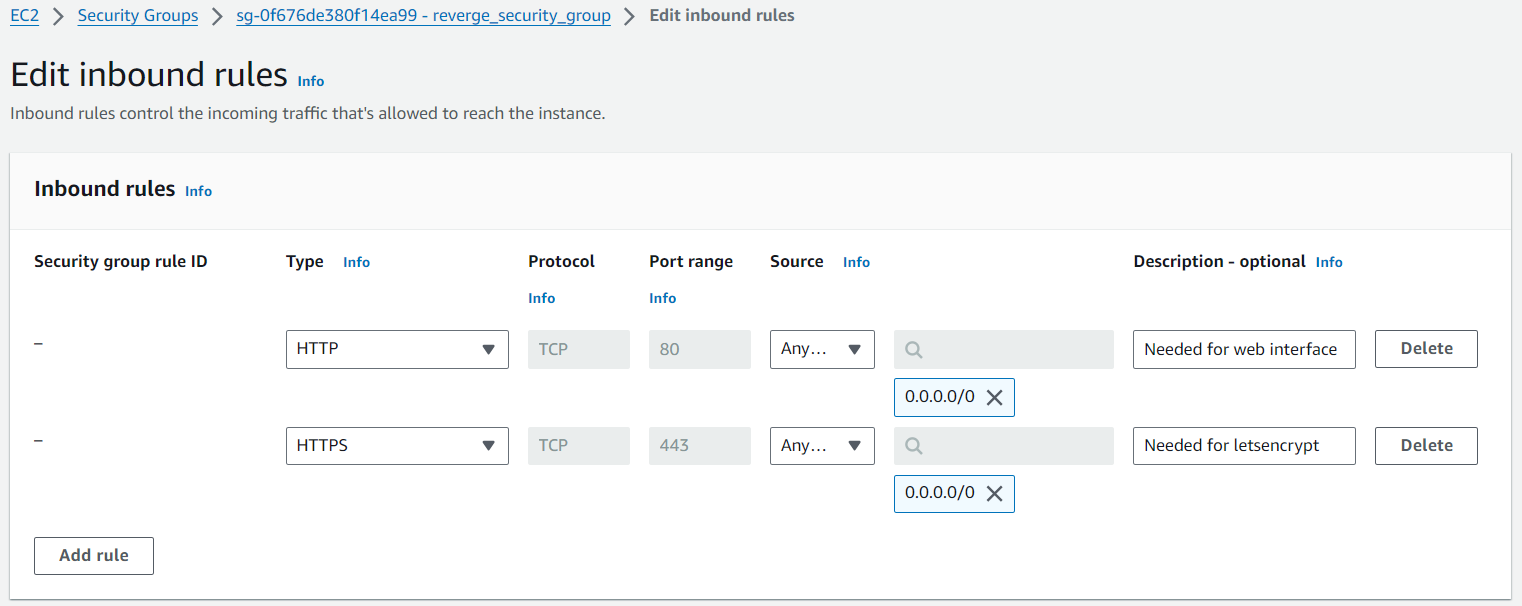 EC2 > Security Groups > sg-0f676de380f14ea99 - reverge_security_group > Edit inbound rules
Edit inbound rules Info
Inbound rules control the incoming traffic that's allowed to reach the instance.
Inbound rules Info
Security group rule ID Type Info Protocol Port range Source Info Description - optional Info
Info Info
– HTTP TCP 80 Any... Needed for web interface Delete
0.0.0.0/0
– HTTPS TCP 443 Any... Needed for letsencrypt Delete
0.0.0.0/0
Add rule